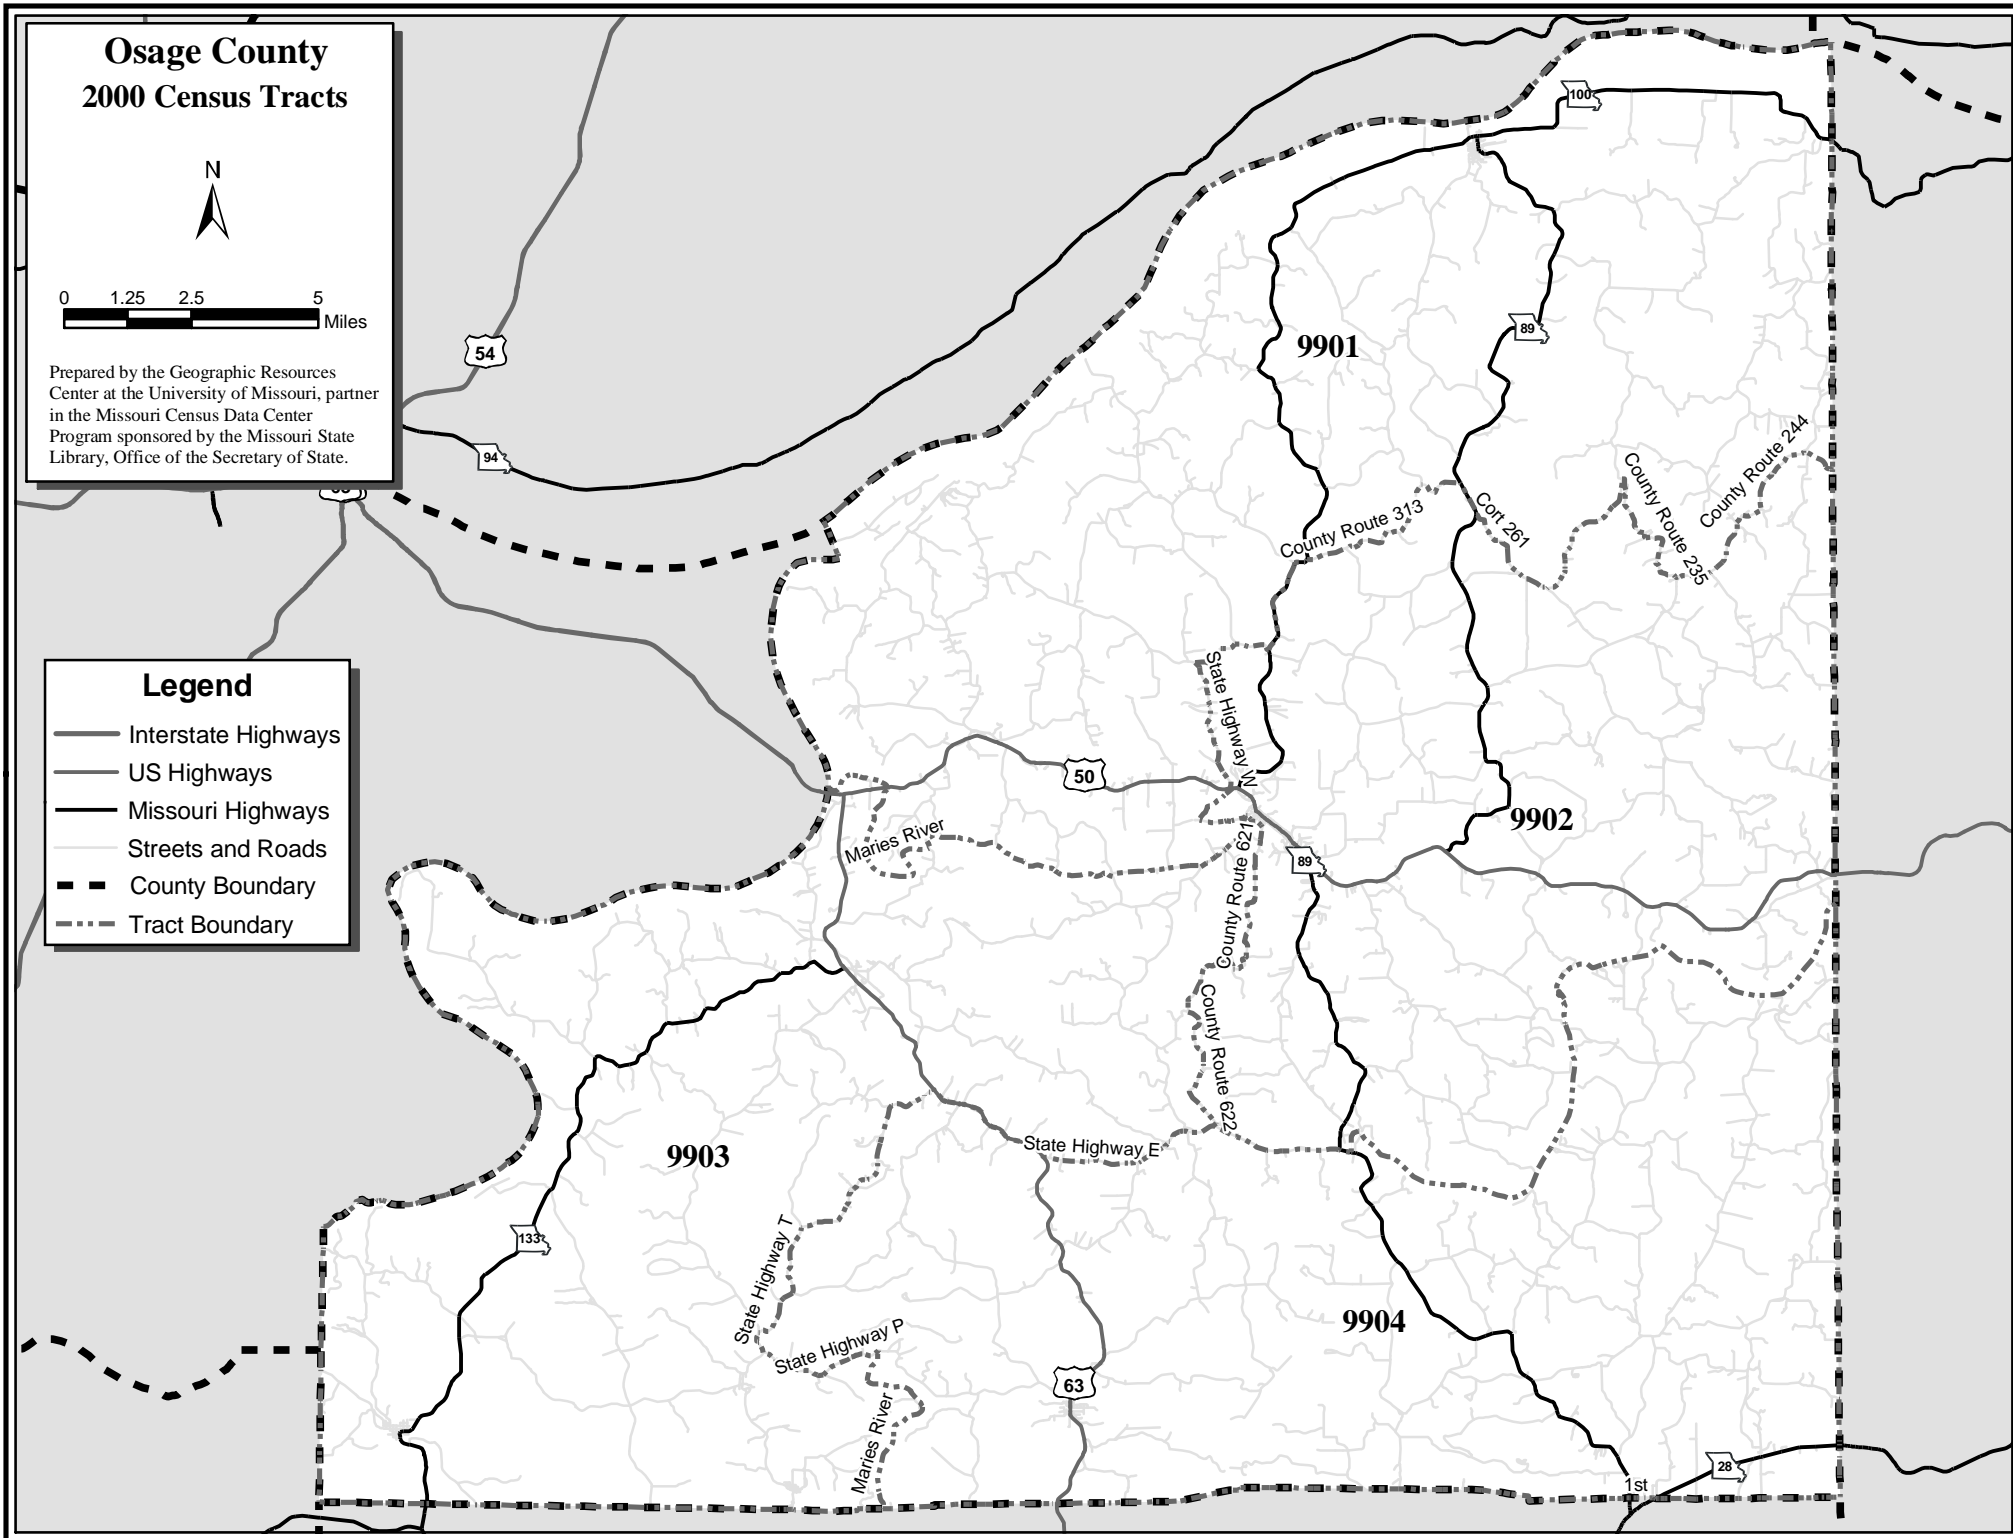 Osage County
2000 Census Tracts
N
0 1.25 2.5 5
Miles
Prepared by the Geographic Resources
Center at the University of Missouri, partner
in the Missouri Census Data Center
Program sponsored by the Missouri State
Library, Office of the Secretary of State.
Legend
Interstate Highways
US Highways
Missouri Highways
Streets and Roads
County Boundary
Tract Boundary
100
54
9901
89
94
County Route 244
County Route 235
County Route 313
Cort 261
State Highway W
50
9902
Maries River
County Route 621
89
County Route 622
State Highway E
9903
133
State Highway T
State Highway P
9904
63
Maries River
28
1st